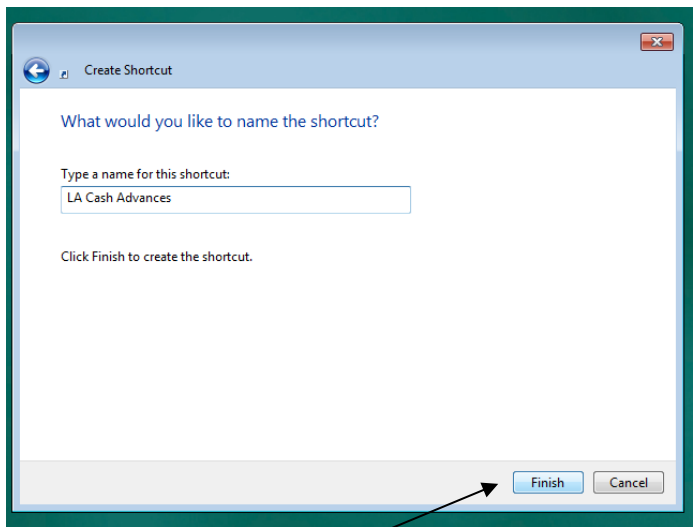 Create Shortcut
What would you like to name the shortcut?
Type a name for this shortcut:
LA Cash Advances
Click Finish to create the shortcut.
Finish Cancel